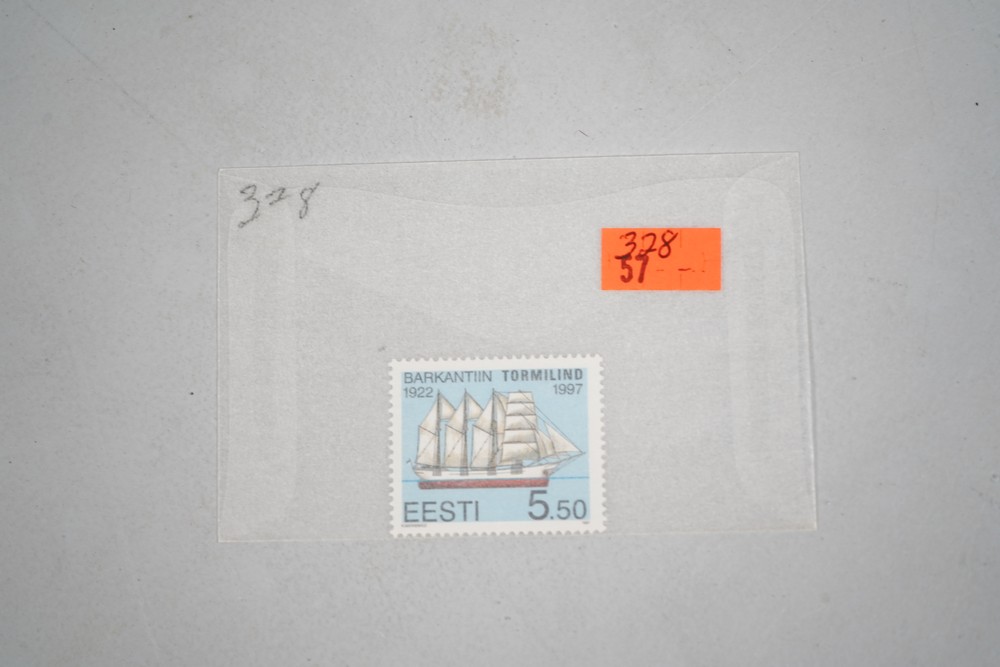 328
328
57
BARKANTIIN TORMILIND
1922 1997
EESTI 5.50